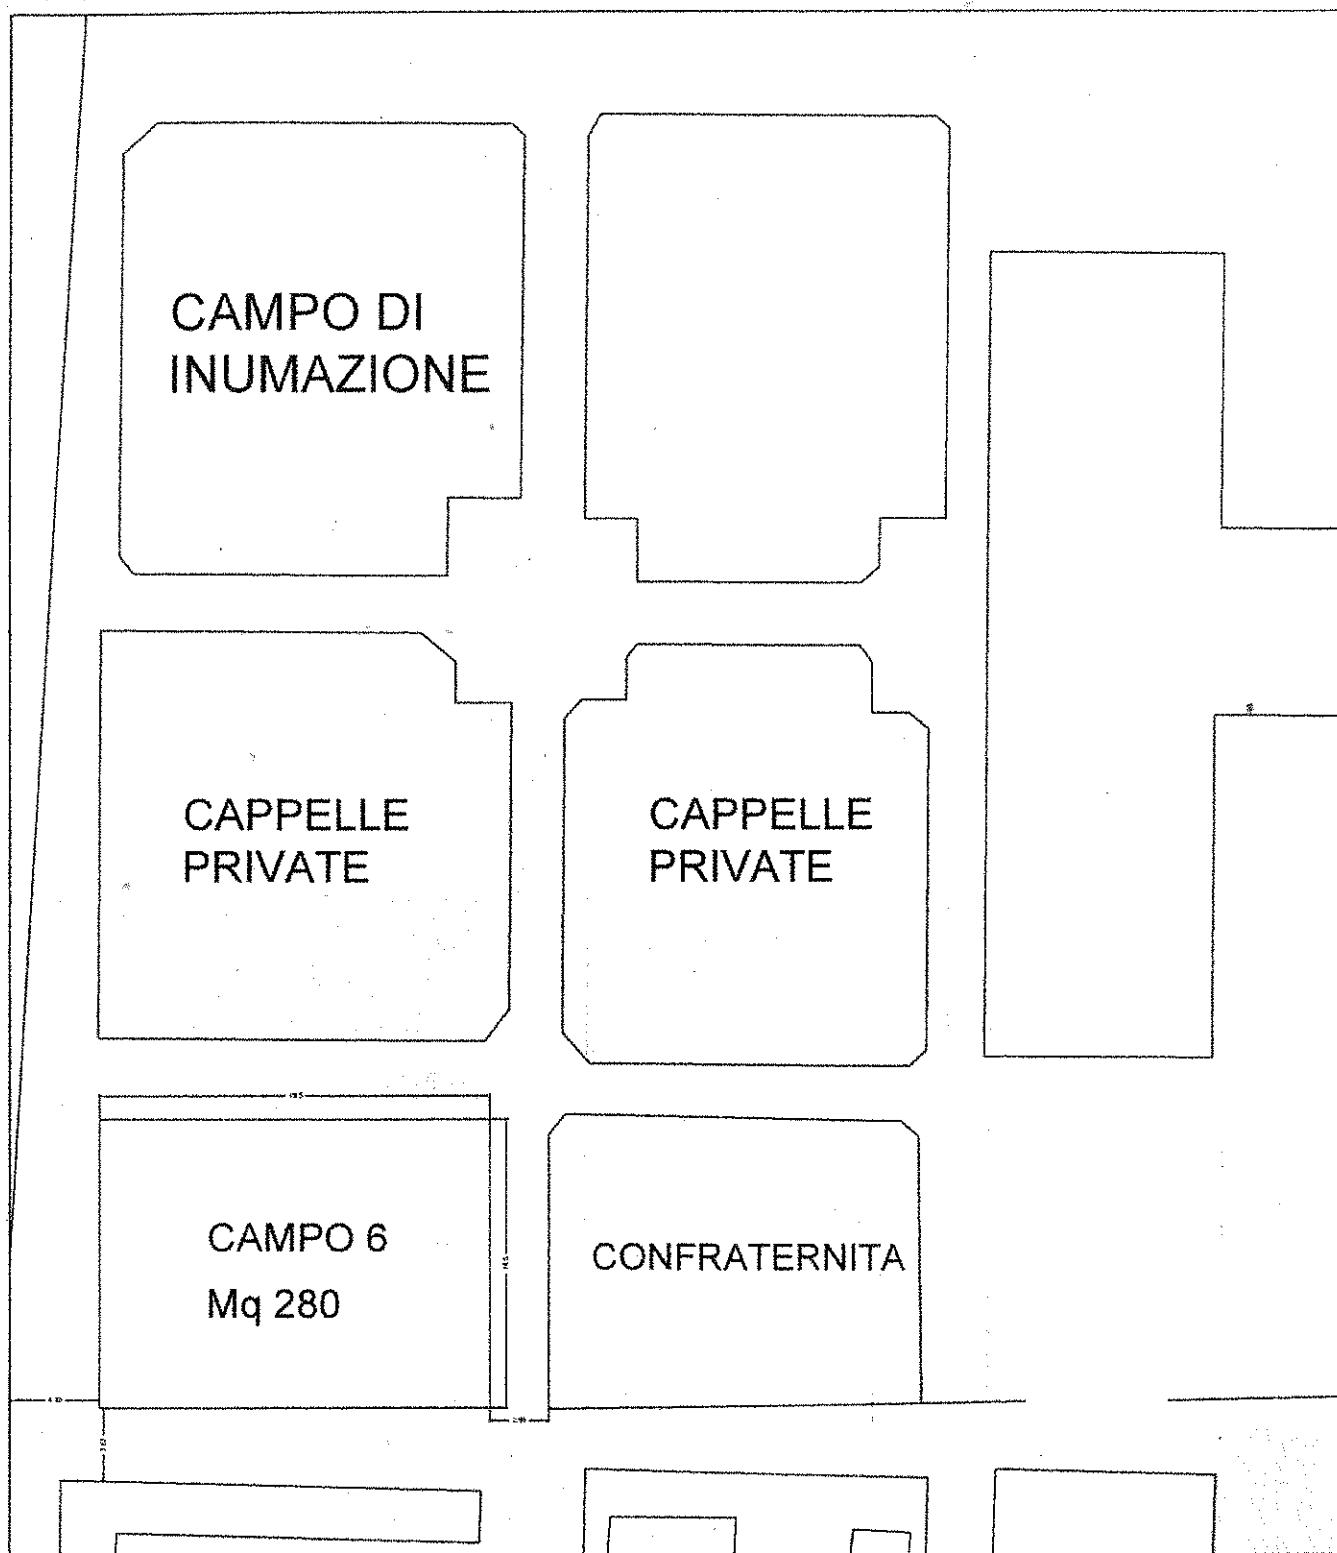 CAMPO DI
INUMAZIONE
CAPPELLE
PRIVATE
CAPPELLE
PRIVATE
CAMPO 6
Mq 280
CONFRATERNITA